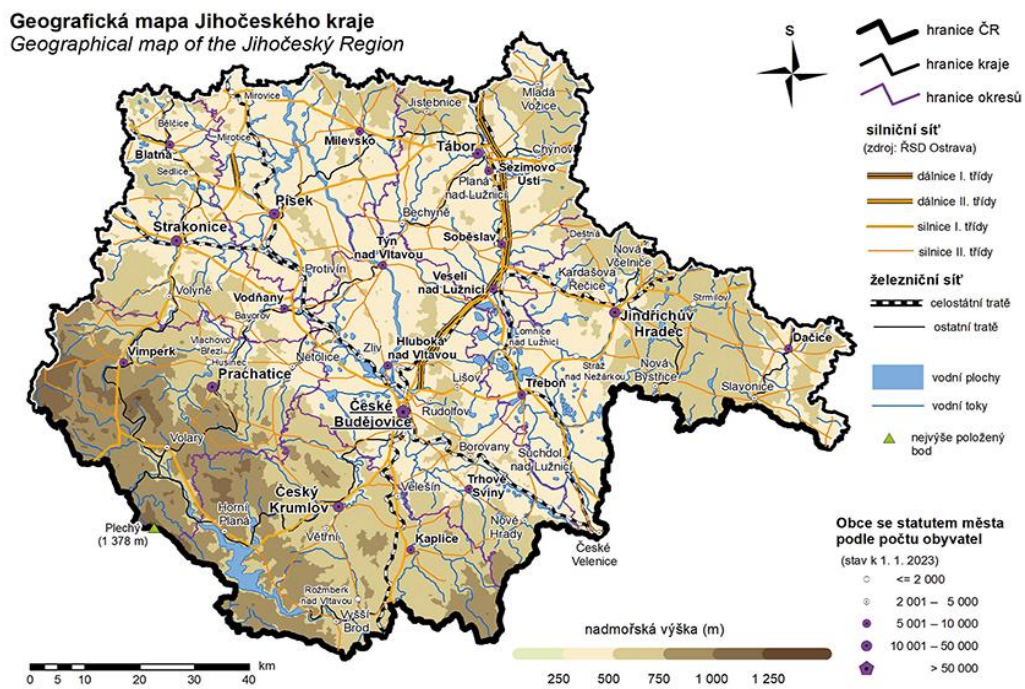 Geografická mapa Jihočeského kraje
Geographical map of the Jihočeský Region
S
hranice ČR
hranice kraje
hranice okresů
silniční síť
(zdroj: ŘSD Ostrava)
dálnice I. třídy
dálnice II. třídy
silnice I. třídy
silnice II. třídy
železniční síť
celostátní tratě
ostatní tratě
vodní plochy
vodní toky
nejvýše položený
bod
Obce se statutem města
podle počtu obyvatel
(stav k 1. 1. 2023)
<= 2 000
2 001 – 5 000
5 001 – 10 000
10 001 – 50 000
> 50 000
Mirovice
Mladá
Vožice
Jistebnice
Bělčice
Mirotice
Milevsko
Blatná
Tábor
Chýnov
Sedlice
Sezimovo
Ústí
Planá
nad Lužnicí
Písek
Bechyně
Strakonice
Týn
nad Vltavou
Soběslav
Deštná
Nová
Včelnice
Protivín
Kardašova
Řečice
Volyně
Veselí
nad Lužnicí
Strmilov
Vodňany
Bavorov
Jindřichův
Hradec
Vlachovo
Březí
Hluboká
nad Vltavou
Lomnice
nad Lužnicí
Dačice
Vimperk
Husinec
Netolice
Zliv
Stráž
nad Nežárkou
Nová
Bystřice
Prachatice
Lišov
Třeboň
Slavonice
České
Budějovice
Rudolfov
Volary
Borovany
Suchdol
nad Lužnicí
Český
Krumlov
Velešín
Trhové
Sviny
Horní
Planá
Nové
Hrady
Plechý
(1 378 m)
Větřní
Kaplice
České
Velenice
Rožmberk
nad Vltavou
Vyšší
Brod
nadmořská výška (m)
250 500 750 1 000 1 250
km
0 5 10 20 30 40